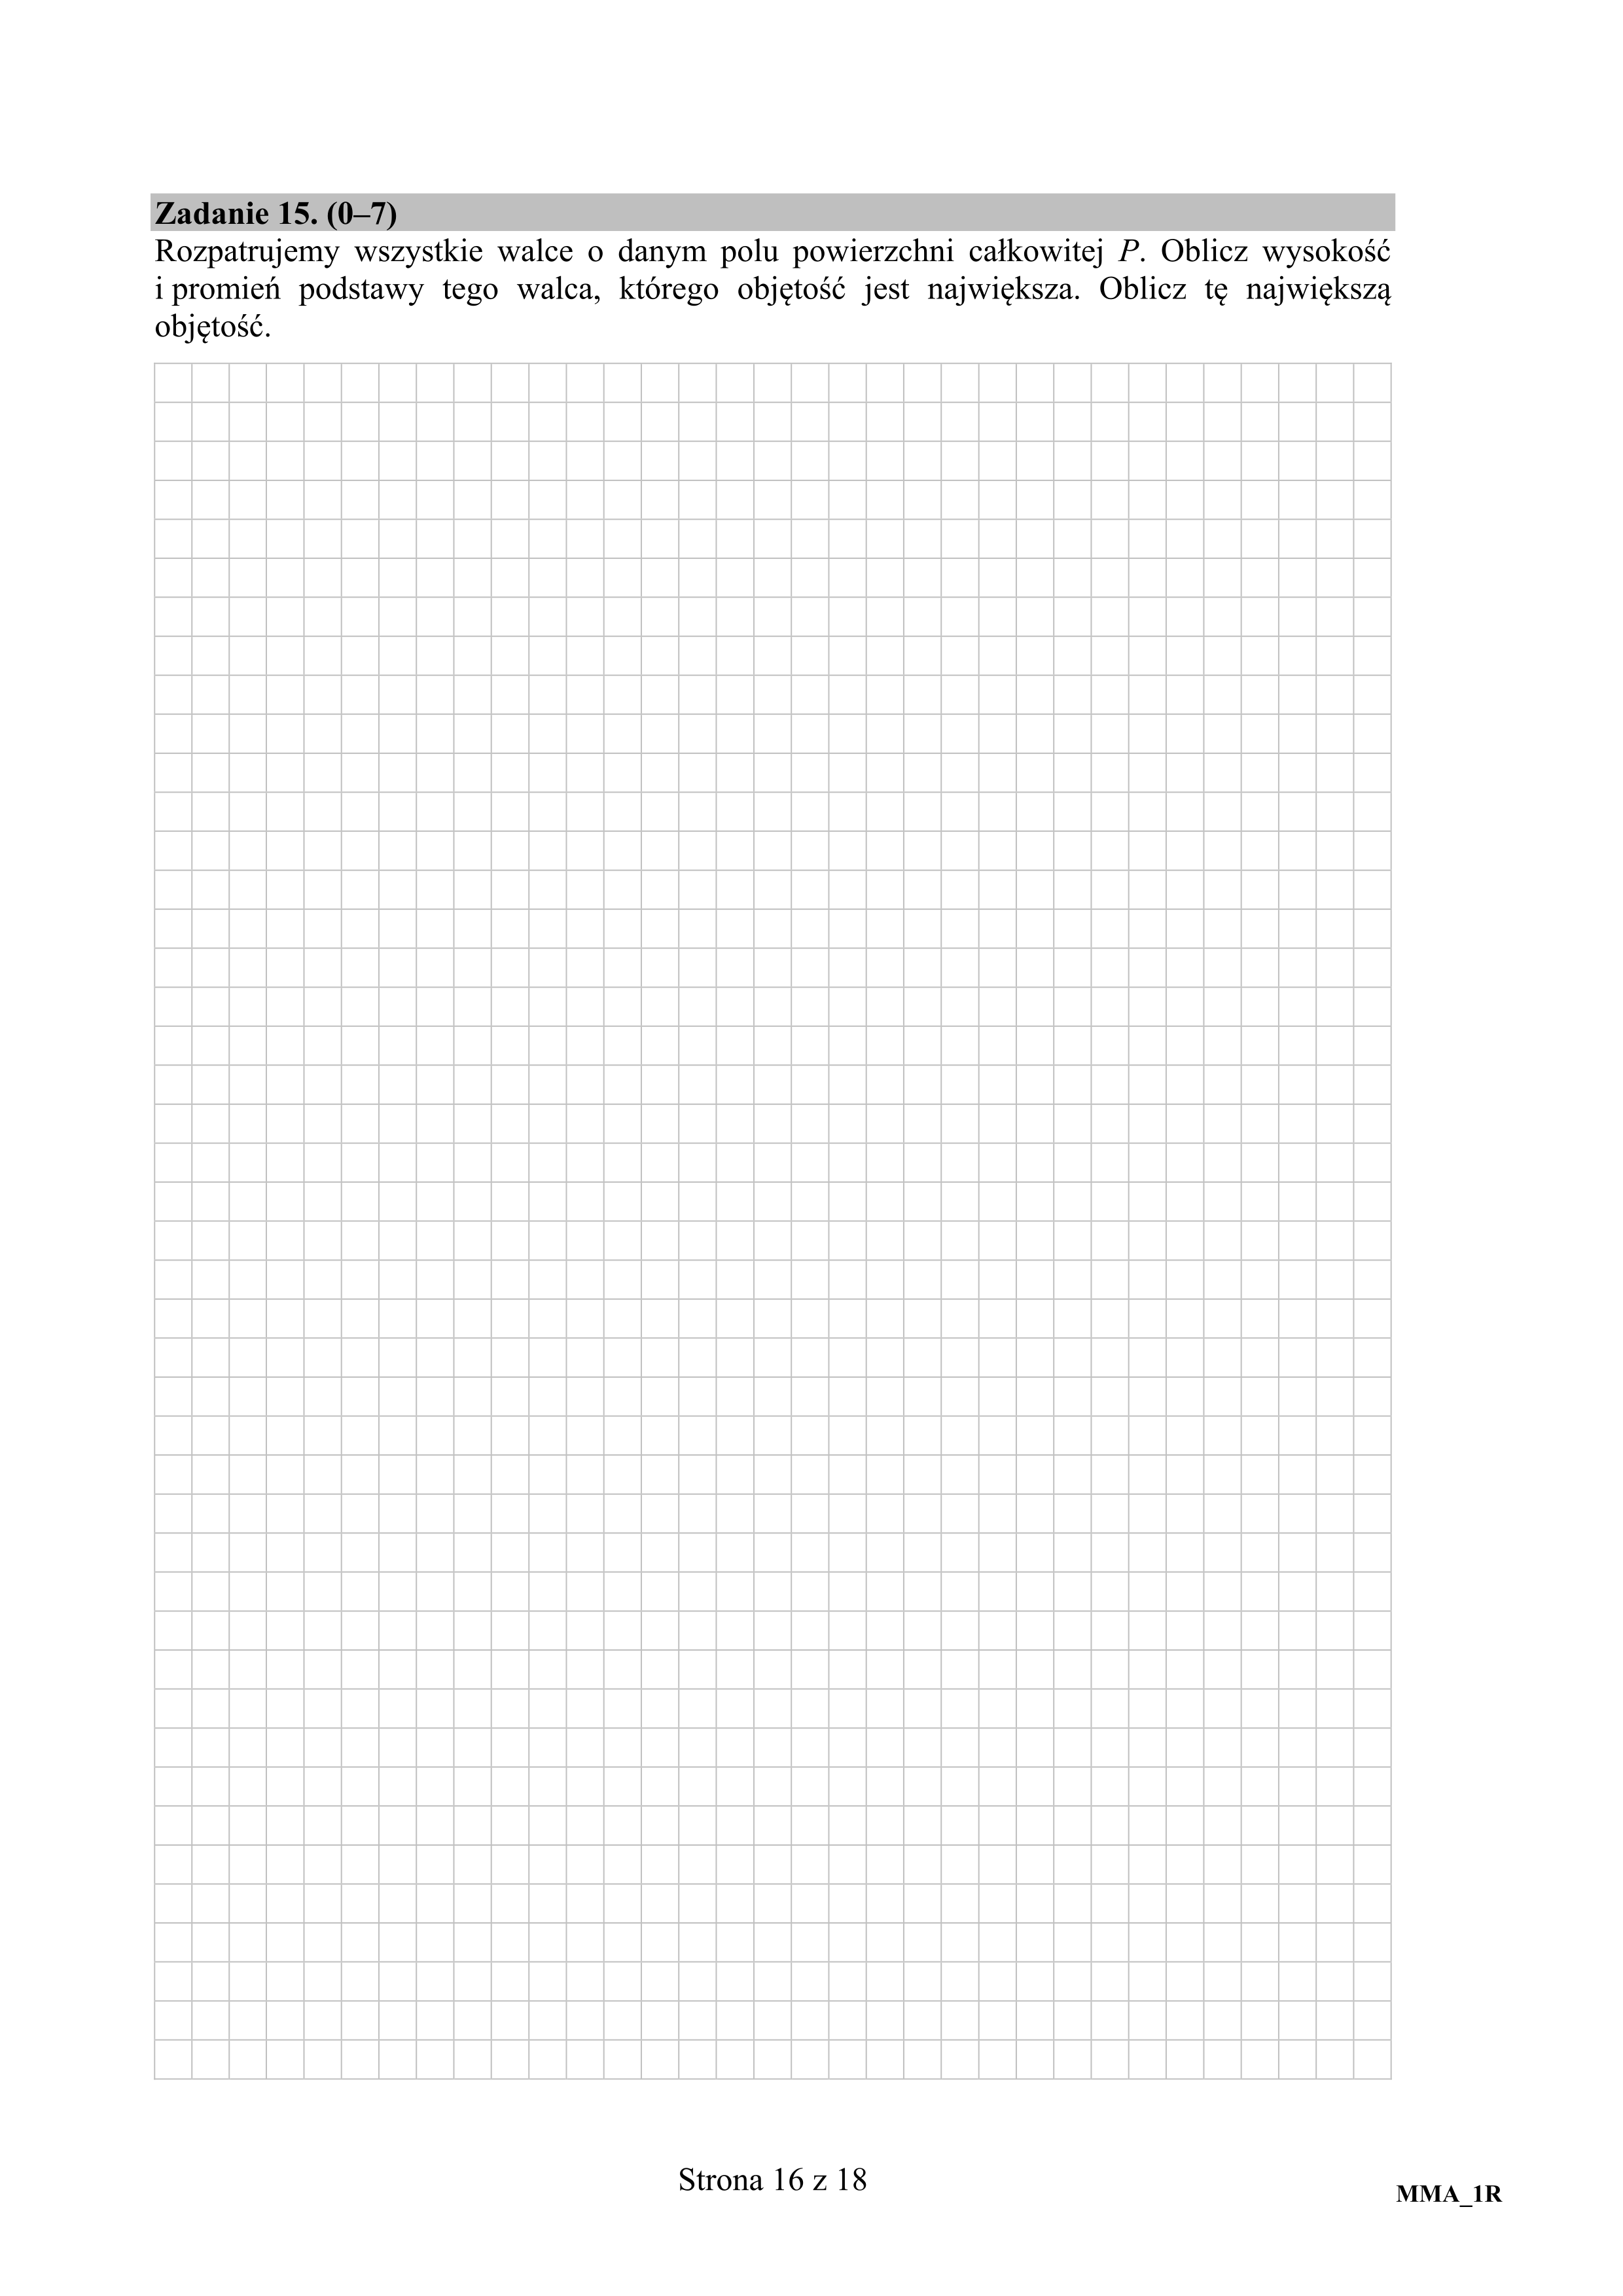 Zadanie 15. (0–7)
Rozpatrujemy wszystkie walce o danym polu powierzchni całkowitej P. Oblicz wysokość
i promień podstawy tego walca, którego objętość jest największa. Oblicz tę największą
objętość.
Strona 16 z 18
MMA_1R